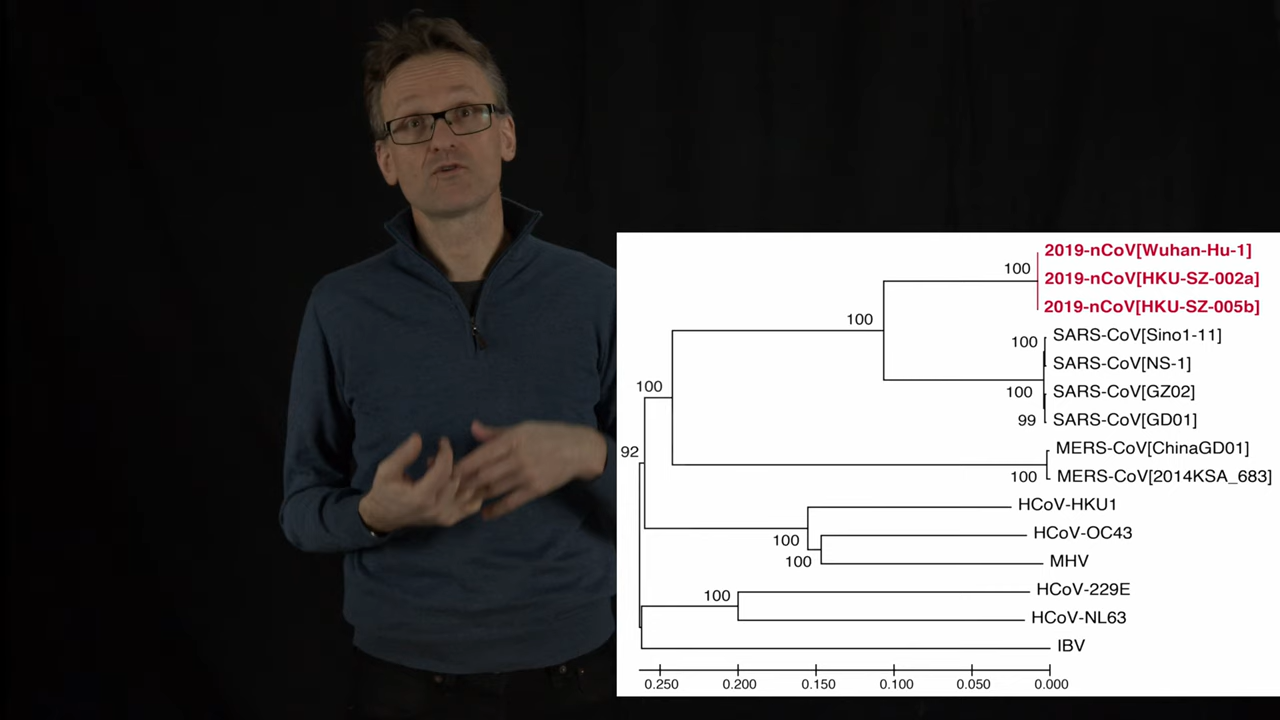 100
2019-nCoV[Wuhan-Hu-1]
2019-nCoV[HKU-SZ-002a]
2019-nCoV[HKU-SZ-005b]
100
100
SARS-CoV[Sino1-11]
SARS-CoV[NS-1]
100
SARS-CoV[GZ02]
99
SARS-CoV[GD01]
100
92
MERS-CoV[ChinaGD01]
100
MERS-CoV[2014KSA_683]
HCoV-HKU1
100
HCoV-OC43
100
MHV
100
HCoV-229E
HCoV-NL63
IBV
0.250 0.200 0.150 0.100 0.050 0.000